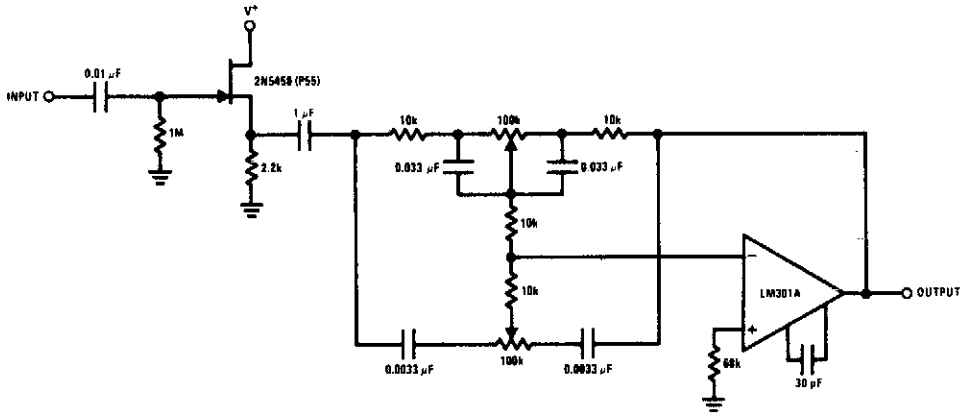 V+
0.01 µF
2N5459 (P55)
INPUT
1 µF
10k
100k
10k
1M
2.2k
0.033 µF
0.033 µF
10k
−
10k
LM301A
OUTPUT
+
0.0033 µF
100k
0.0033 µF
68k
30 pF